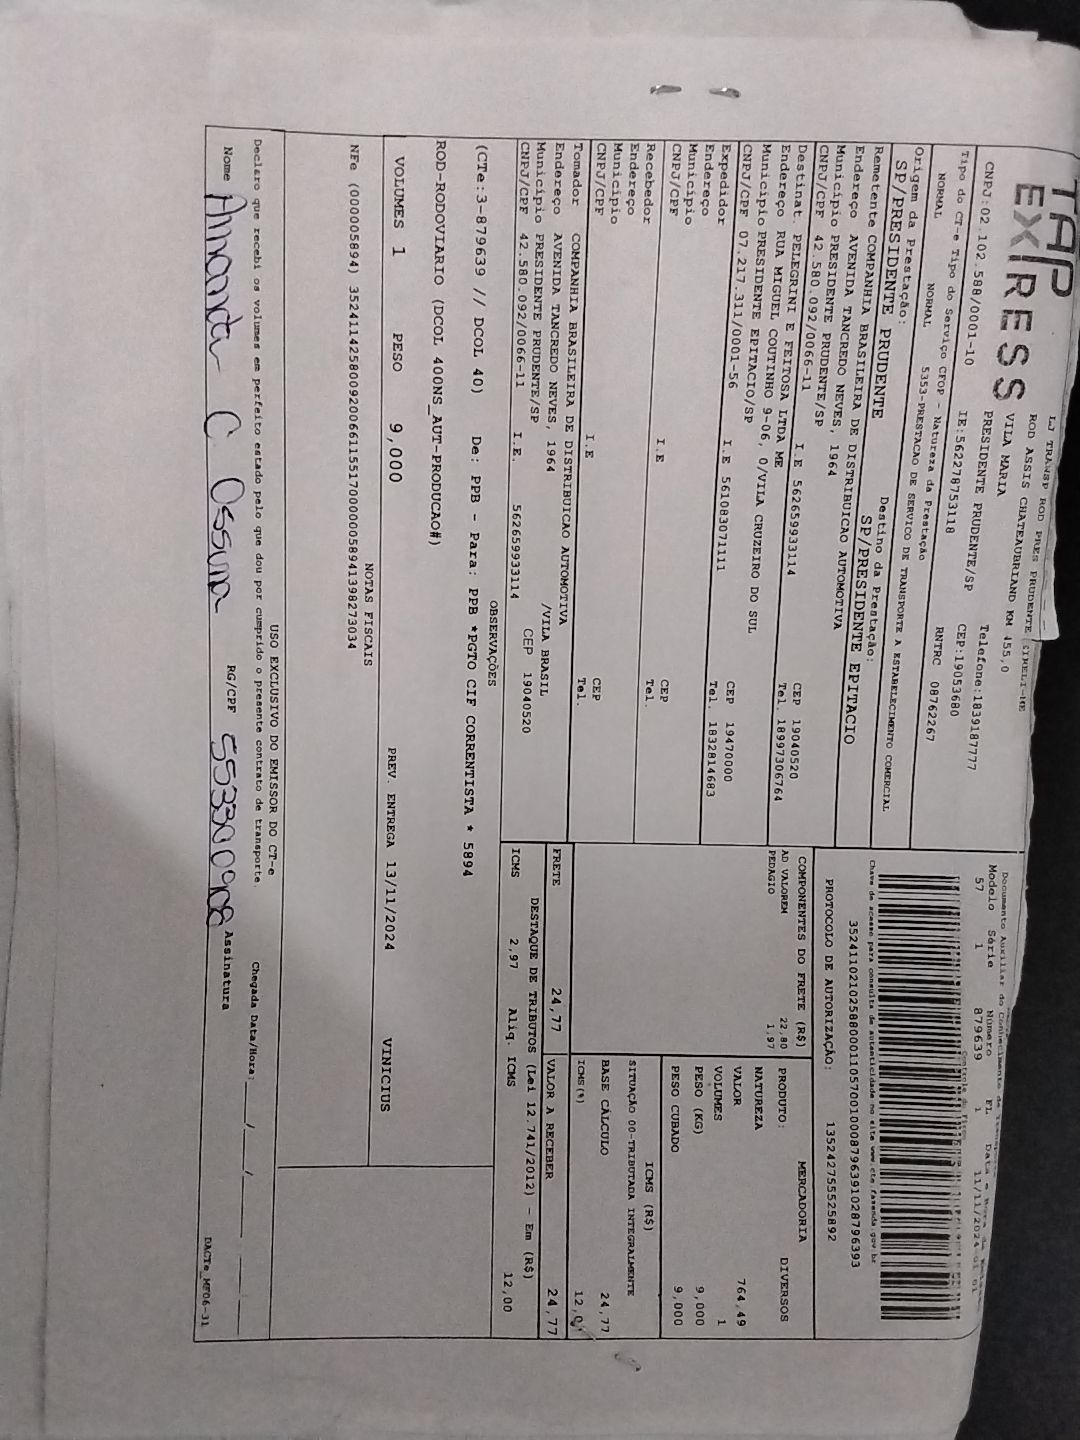 TAP
EXPRESS
LJ TRANSP ROD PRES PRUDENTE EIRELI-ME
ROD ASSIS CHATEAUBRIAND KM 455,0
VILA MARIA
PRESIDENTE PRUDENTE/SP
Telefone:1839187777
CEP:19053680
CNPJ:02.102.588/0001-10
IE:562278753118
RNTRC 08762267
Tipo do CT-e Tipo do Serviço CFOP - Natureza da Prestação
NORMAL NORMAL 5353-PRESTACAO DE SERVICO DE TRANSPORTE A ESTABELECIMENTO COMERCIAL
Origem da Prestação: Destino da Prestação:
SP/PRESIDENTE PRUDENTE SP/PRESIDENTE EPITACIO
Remetente COMPANHIA BRASILEIRA DE DISTRIBUICAO AUTOMOTIVA
Endereço AVENIDA TANCREDO NEVES, 1964
Município PRESIDENTE PRUDENTE/SP CEP 19040520
CNPJ/CPF 42.580.092/0066-11 I.E 562659933114 Tel. 18997306764
Destinat. PELEGRINI E FEITOSA LTDA ME
Endereço RUA MIGUEL COUTINHO 9-06, 0/VILA CRUZEIRO DO SUL
Município PRESIDENTE EPITACIO/SP CEP 19470000
CNPJ/CPF 07.217.311/0001-56 I.E 561083071111 Tel. 1832814683
Expedidor
Endereço
Município CEP
CNPJ/CPF I.E Tel.
Recebedor
Endereço
Município CEP
CNPJ/CPF I.E Tel.
Tomador COMPANHIA BRASILEIRA DE DISTRIBUICAO AUTOMOTIVA
Endereço AVENIDA TANCREDO NEVES, 1964 /VILA BRASIL
Município PRESIDENTE PRUDENTE/SP CEP 19040520
CNPJ/CPF 42.580.092/0066-11 I.E. 562659933114
Documento Auxiliar do Conhecimento de
Modelo Série Número FL
57 1 879639 1 11/11/2024
Chave de acesso para consulta de autenticidade no site www.cte.fazenda.gov.br
35241102102588000110570010008796391028796393
PROTOCOLO DE AUTORIZAÇÃO: 135242755525892
COMPONENTES DO FRETE (R$)
AD VALOREM 22,80
PEDAGIO 1,97
MERCADORIA
PRODUTO: DIVERSOS
NATUREZA
VALOR 764,49
VOLUMES 1
PESO (KG) 9,000
PESO CUBADO 9,000
ICMS (R$)
SITUAÇÃO 00-TRIBUTADA INTEGRALMENTE
BASE CÁLCULO 24,77
ICMS(%)
FRETE 24,77 VALOR A RECEBER 24,77
DESTAQUE DE TRIBUTOS (Lei 12.741/2012) - Em (R$)
ICMS 2,97 Aliq. ICMS 12,00
OBSERVAÇÕES
(CTe:3-879639 // DCOL 40) De: PPB - Para: PPB *PGTO CIF CORRENTISTA * 5894
ROD-RODOVIARIO (DCOL 400NS_AUT-PRODUCAO#)
VOLUMES 1 PESO 9,000 PREV. ENTREGA 13/11/2024 VINICIUS
NOTAS FISCAIS
NFe (000005894) 35241142580092006611551700000058941398273034
USO EXCLUSIVO DO EMISSOR DO CT-e
Declaro que recebi os volumes em perfeito estado pelo que dou por cumprido o presente contrato de transporte. Chegada Data/Hora: ___/___/___
Nome Amanda C RG/CPF 553300908 Assinatura
DACTe_MF06-31